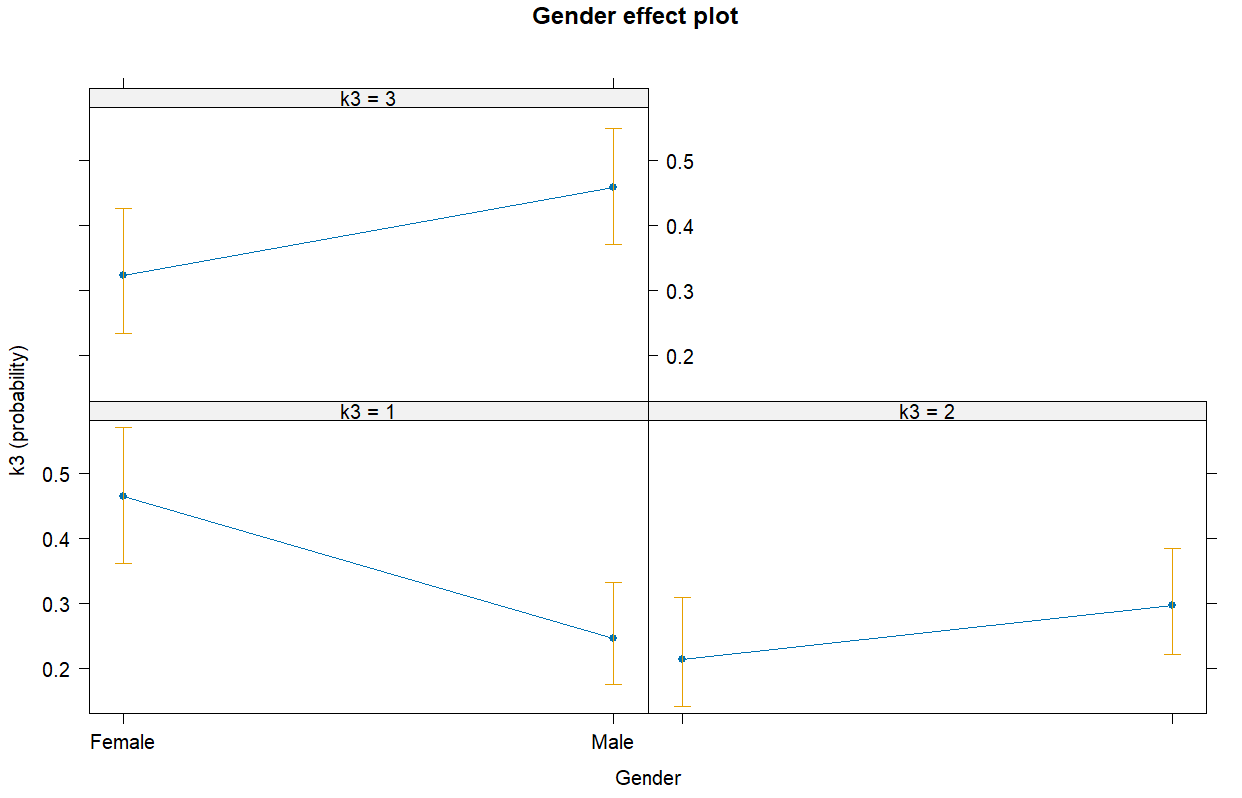 Gender effect plot
k3 = 3
0.5
0.4
0.3
0.2
k3 (probability)
k3 = 1
k3 = 2
0.5
0.4
0.3
0.2
Female
Male
Gender